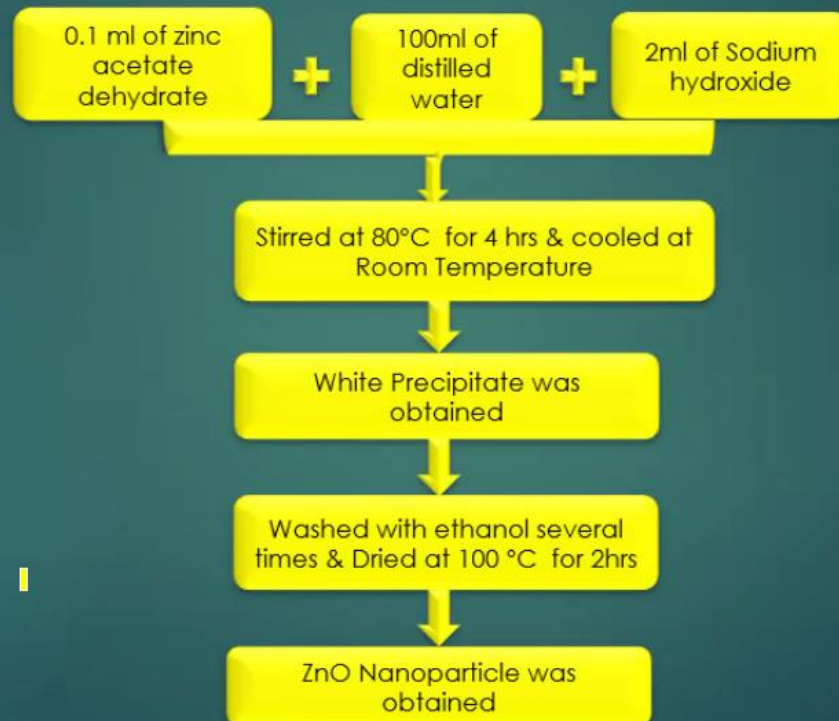 0.1 ml of zinc
acetate
dehydrate
+
100ml of
distilled
water
+
2ml of Sodium
hydroxide
Stirred at 80°C for 4 hrs & cooled at
Room Temperature
White Precipitate was
obtained
Washed with ethanol several
times & Dried at 100 °C for 2hrs
ZnO Nanoparticle was
obtained